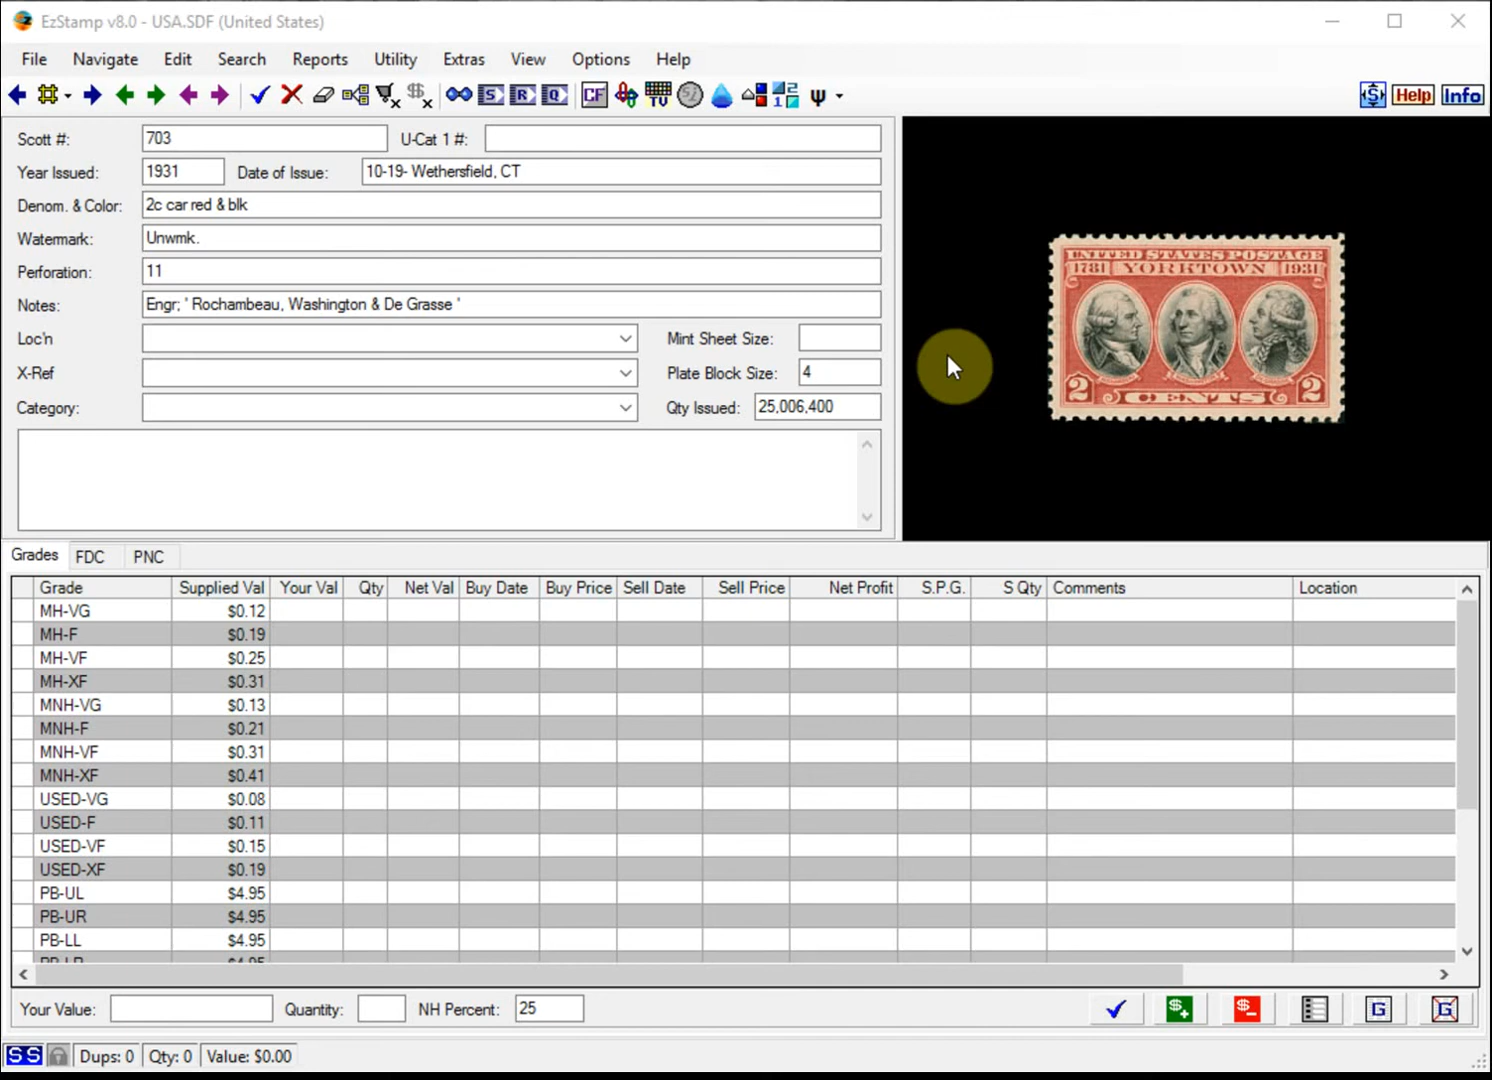 EzStamp v8.0 - USA.SDF (United States)
File Navigate Edit Search Reports Utility Extras View Options Help
S R Q CF TV 1 2 S Help Info
Scott #: 703 U-Cat 1 #:
Year Issued: 1931 Date of Issue: 10-19- Wethersfield, CT
Denom. & Color: 2c car red & blk
Watermark: Unwmk.
Perforation: 11
Notes: Engr; ' Rochambeau, Washington & De Grasse '
Loc'n Mint Sheet Size:
X-Ref Plate Block Size: 4
Category: Qty Issued: 25,006,400
UNITED STATES POSTAGE
1781 YORKTOWN 1931
2 CENTS 2
Grades FDC PNC
Grade Supplied Val Your Val Qty Net Val Buy Date Buy Price Sell Date Sell Price Net Profit S.P.G. S Qty Comments Location
MH-VG $0.12
MH-F $0.19
MH-VF $0.25
MH-XF $0.31
MNH-VG $0.13
MNH-F $0.21
MNH-VF $0.31
MNH-XF $0.41
USED-VG $0.08
USED-F $0.11
USED-VF $0.15
USED-XF $0.19
PB-UL $4.95
PB-UR $4.95
PB-LL $4.95
PB-LR $4.95
Your Value: Quantity: NH Percent: 25 $+ $- G G
SS Dups: 0 Qty: 0 Value: $0.00